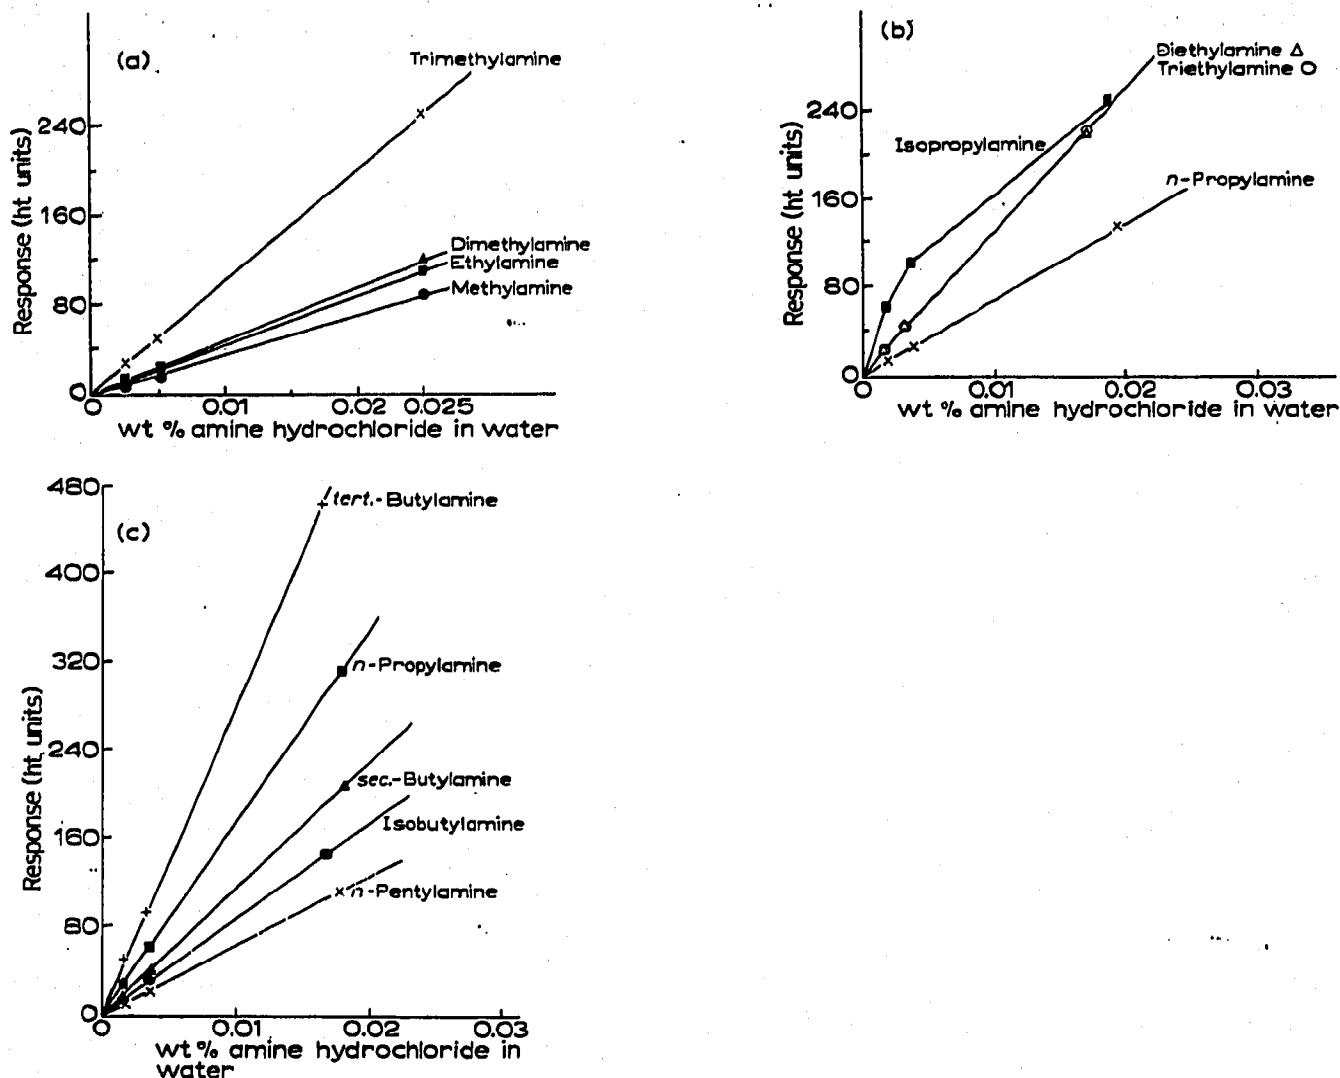 (a)
Trimethylamine
Dimethylamine
Ethylamine
Methylamine
Response (ht units)
240
160
80
0
0 0.01 0.02 0.025
wt % amine hydrochloride in water
(b)
Diethylamine Δ
Triethylamine O
Isopropylamine
n-Propylamine
Response (ht units)
240
160
80
0
0 0.01 0.02 0.03
wt % amine hydrochloride in water
(c)
tert.-Butylamine
n-Propylamine
sec.-Butylamine
Isobutylamine
n-Pentylamine
Response (ht units)
480
400
320
240
160
80
0
0 0.01 0.02 0.03
wt % amine hydrochloride in
water